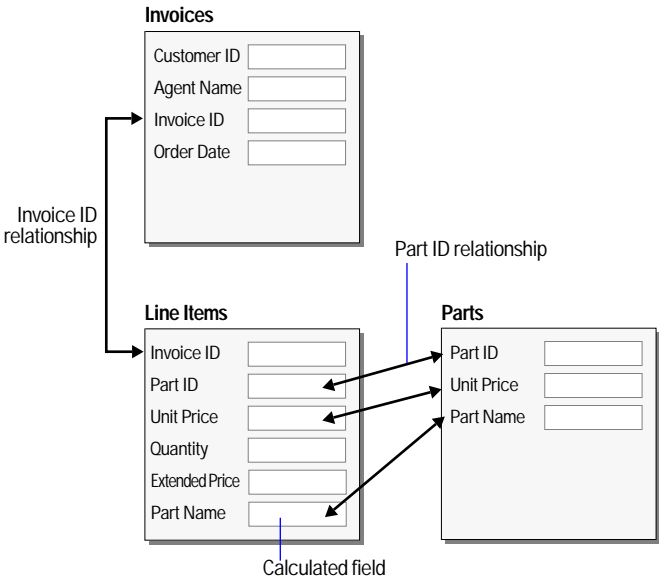 Invoices
Customer ID
Agent Name
Invoice ID
Order Date
Invoice ID
relationship
Part ID relationship
Line Items
Invoice ID
Part ID
Unit Price
Quantity
Extended Price
Part Name
Parts
Part ID
Unit Price
Part Name
Calculated field